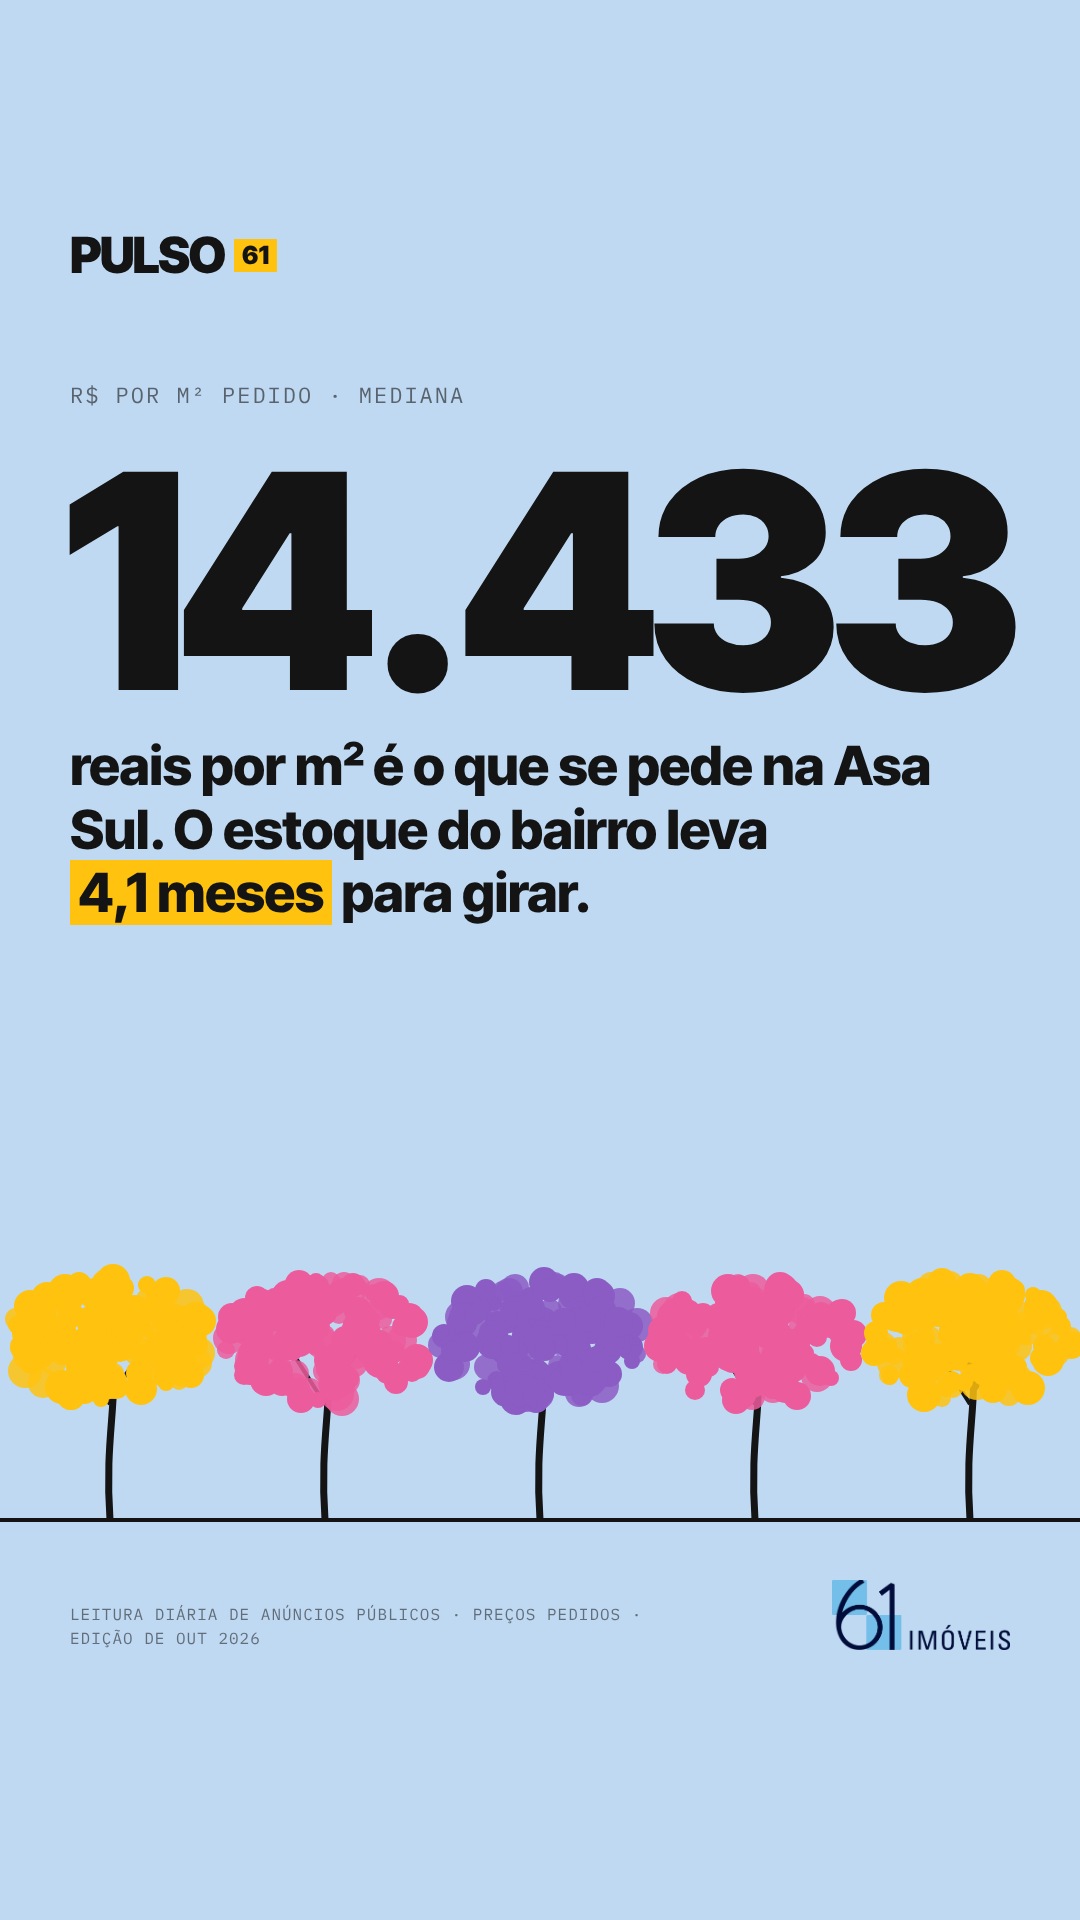 PULSO 61
R$ POR M² PEDIDO · MEDIANA
14.433
reais por m² é o que se pede na Asa
Sul. O estoque do bairro leva
4,1 meses para girar.
LEITURA DIÁRIA DE ANÚNCIOS PÚBLICOS · PREÇOS PEDIDOS ·
EDIÇÃO DE OUT 2026
61 IMÓVEIS